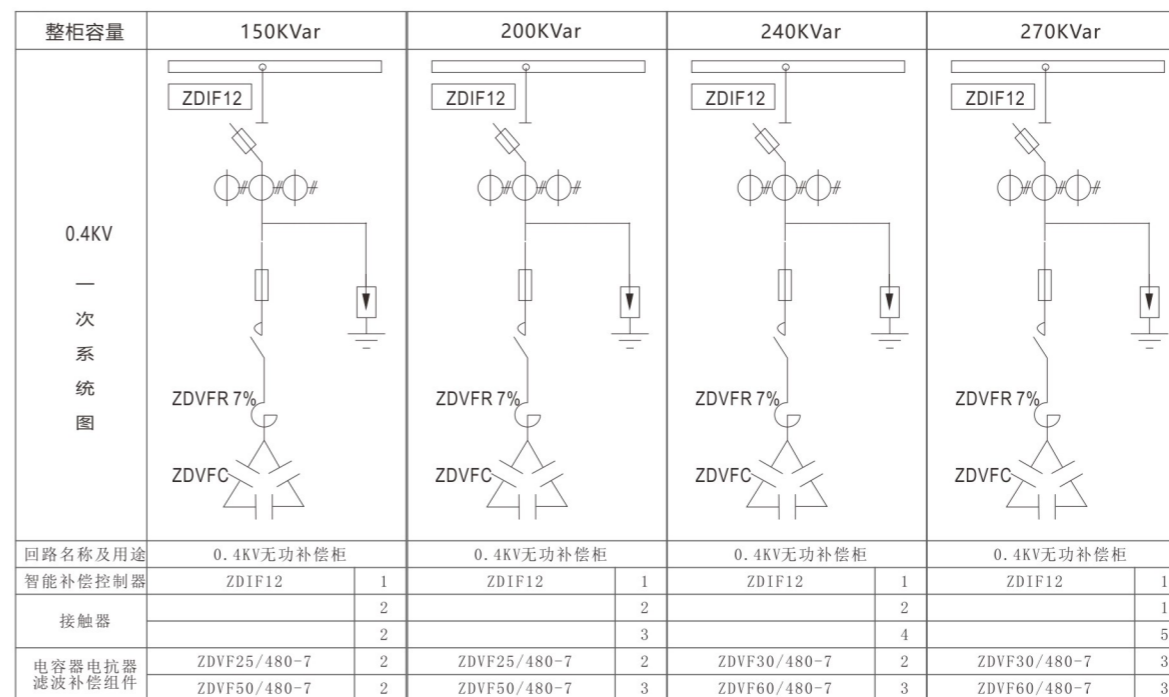 整柜容量 150KVar 200KVar 240KVar 270KVar
ZDIF12 ZDIF12 ZDIF12 ZDIF12
0.4KV
一
次
系
统
图
ZDVFR 7% ZDVFR 7% ZDVFR 7% ZDVFR 7%
ZDVFC ZDVFC ZDVFC ZDVFC
回路名称及用途 0.4KV无功补偿柜 0.4KV无功补偿柜 0.4KV无功补偿柜 0.4KV无功补偿柜
智能补偿控制器 ZDIF12 1 ZDIF12 1 ZDIF12 1 ZDIF12 1
接触器 2 2 2 1
2 3 4 5
电容器电抗器 ZDVF25/480-7 2 ZDVF25/480-7 2 ZDVF30/480-7 2 ZDVF30/480-7 3
滤波补偿组件 ZDVF50/480-7 2 ZDVF50/480-7 3 ZDVF60/480-7 3 ZDVF60/480-7 3